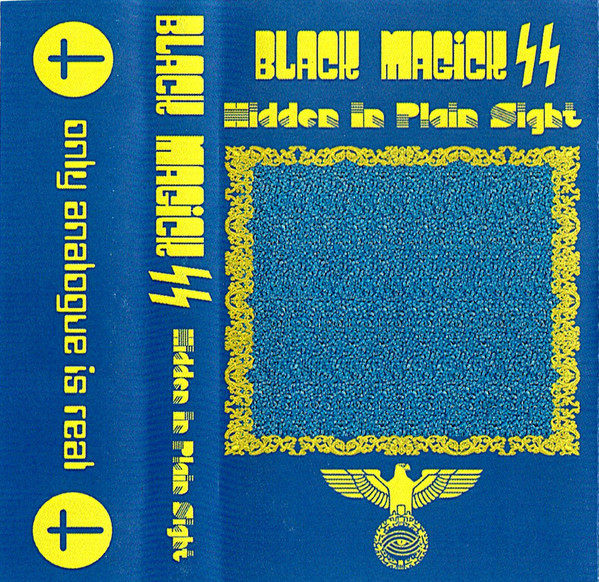 only analogue is real
BLACK MAGiCK SS
Hidden in Plain Sight
BLACK MAGiCK SS
Hidden in Plain Sight